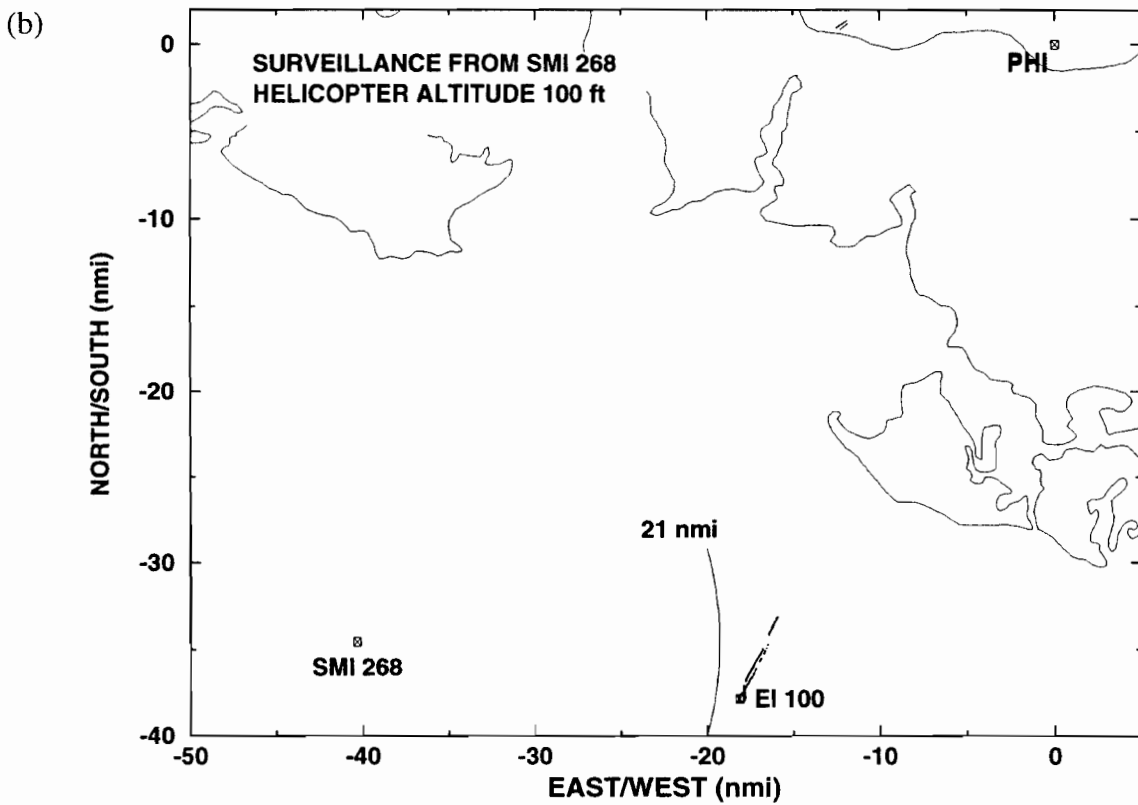 (b)
SURVEILLANCE FROM SMI 268
HELICOPTER ALTITUDE 100 ft
PHI
21 nmi
SMI 268
EI 100
NORTH/SOUTH (nmi)
0
-10
-20
-30
-40
-50
-40
-30
-20
-10
0
EAST/WEST (nmi)